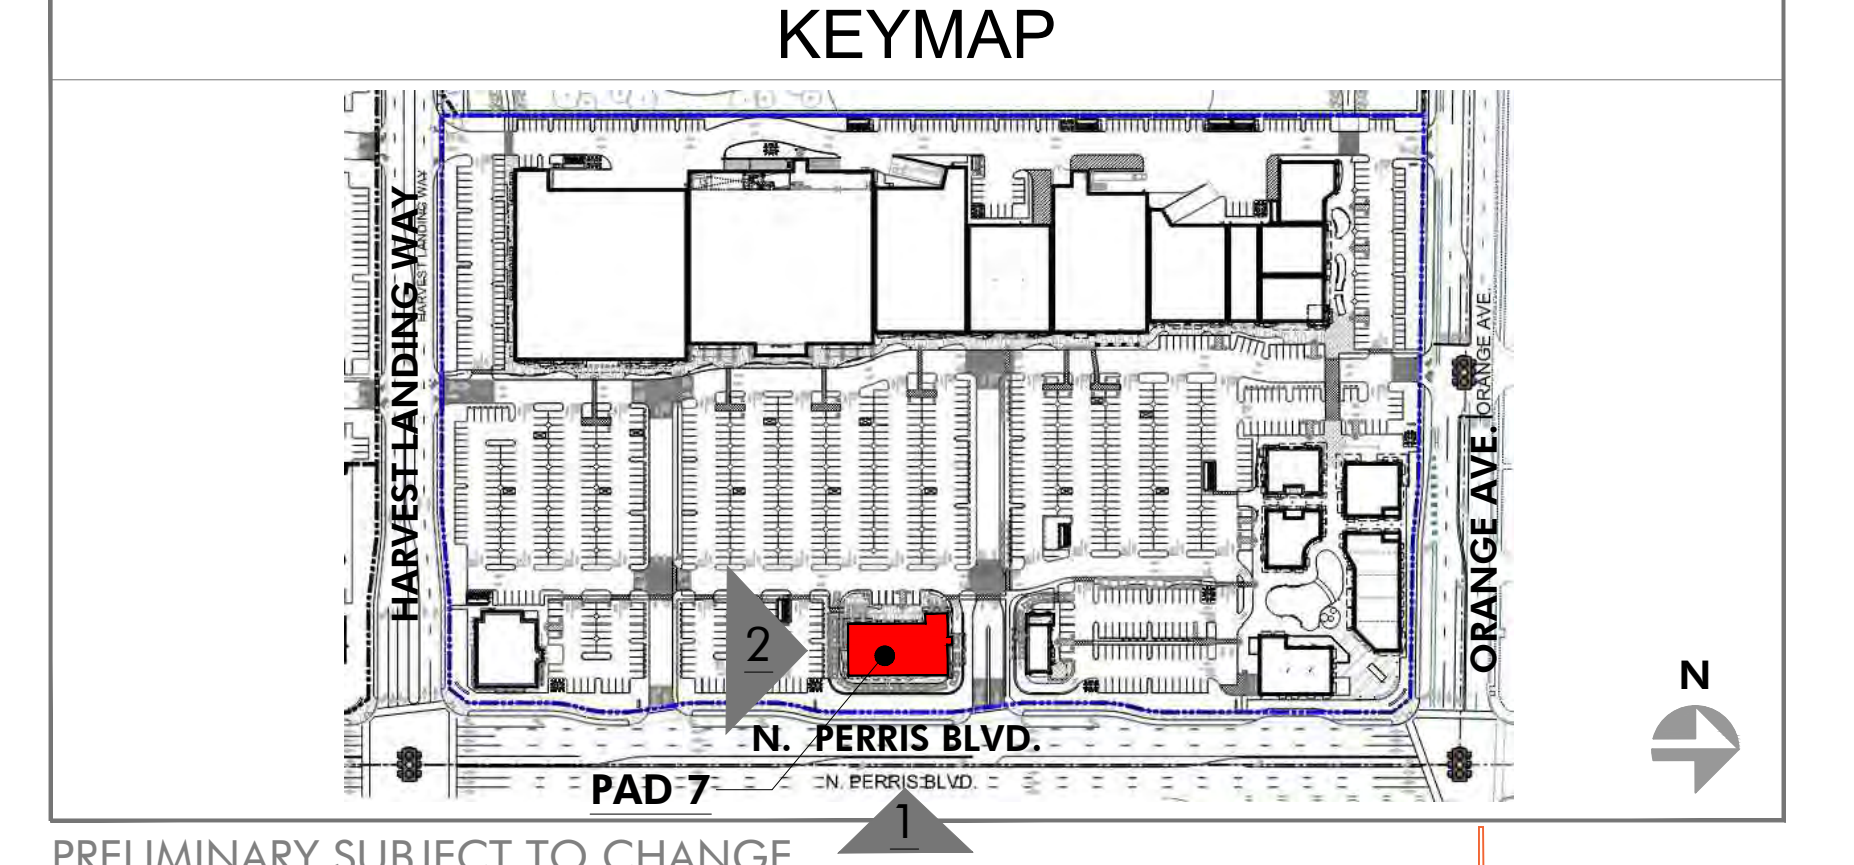 KEYMAP
HARVEST LANDING WAY
HARVEST LANDING WAY
ORANGE AVE.
ORANGE AVE.
N
2
N. PERRIS BLVD.
N. PERRIS BLVD.
PAD 7
1
PRELIMINARY SUBJECT TO CHANGE